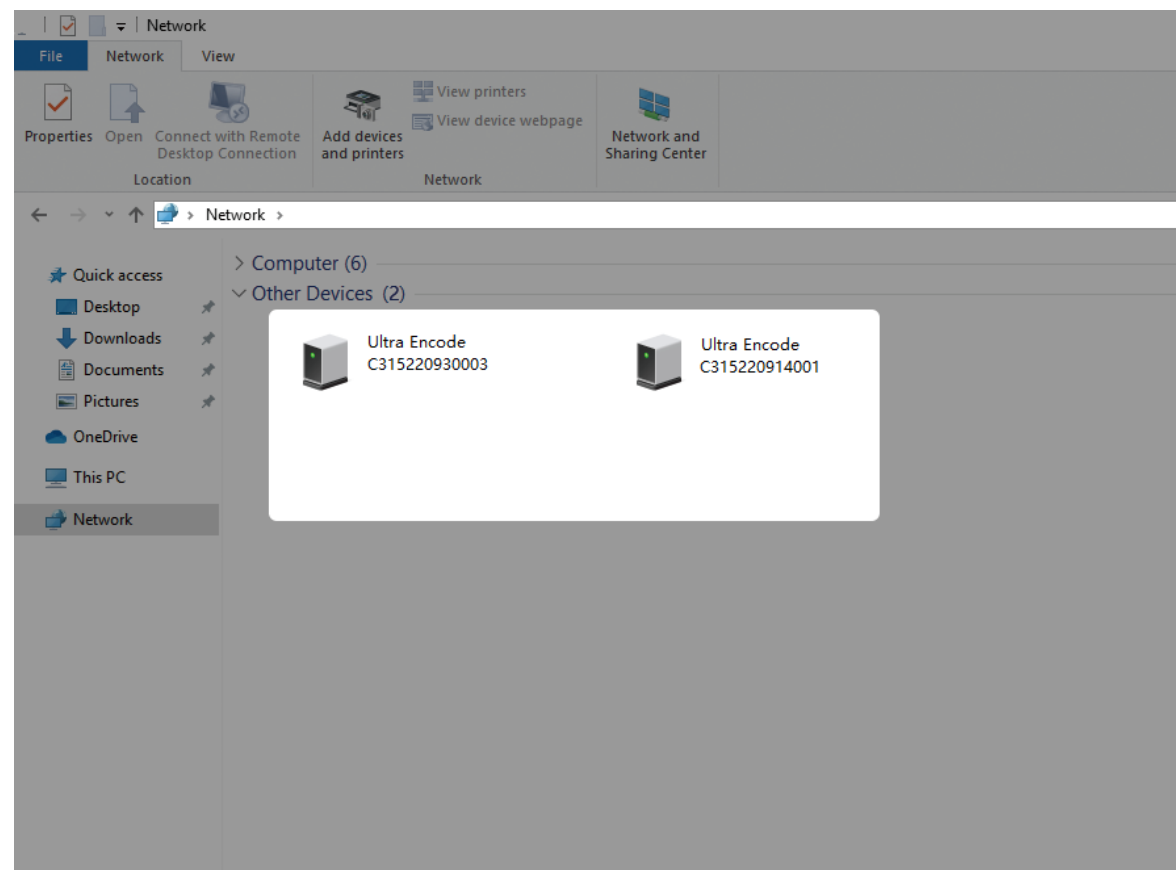 Network
File Network View
Properties Open Connect with Remote Desktop Connection
Location
Add devices and printers
View printers
View device webpage
Network
Network and Sharing Center
Network
Quick access
Desktop
Downloads
Documents
Pictures
OneDrive
This PC
Network
Computer (6)
Other Devices (2)
Ultra Encode
C315220930003
Ultra Encode
C315220914001